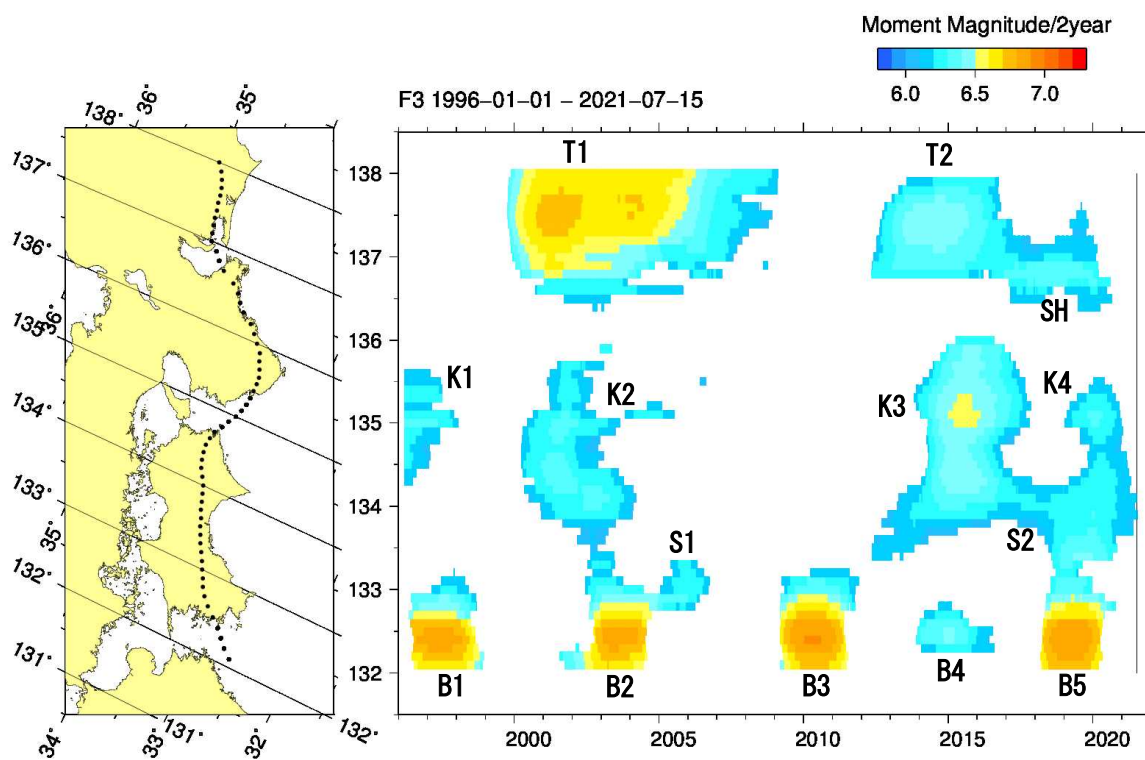 Moment Magnitude/2year
6.0 6.5 7.0
F3 1996-01-01 - 2021-07-15
36° 35°
138°
137°
136°
36°
135°
134°
133°
35°
132°
131°
34° 33° 131° 32° 132°
138
137
136
135
134
133
132
T1 T2
SH
K1 K2 K3 K4
S1 S2
B1 B2 B3 B4 B5
2000 2005 2010 2015 2020